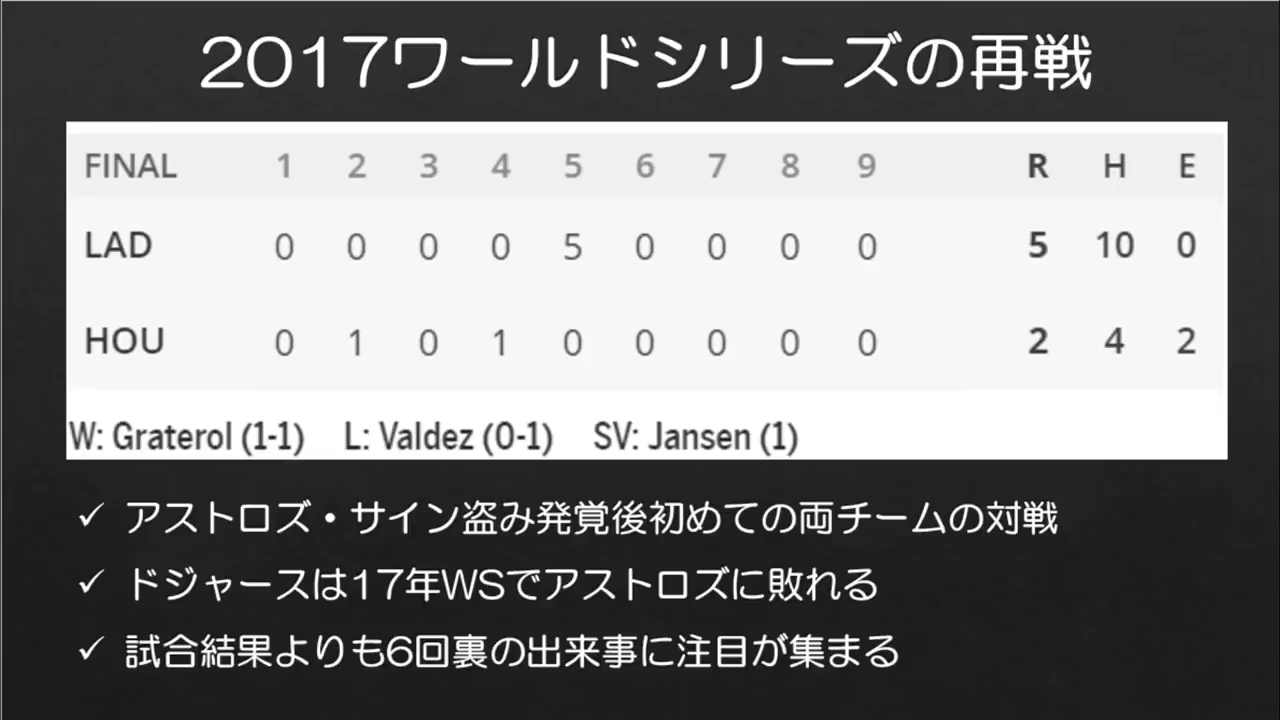 2017ワールドシリーズの再戦
FINAL 1 2 3 4 5 6 7 8 9 R H E
LAD 0 0 0 0 5 0 0 0 0 5 10 0
HOU 0 1 0 1 0 0 0 0 0 2 4 2
W: Graterol (1-1) L: Valdez (0-1) SV: Jansen (1)
✓ アストロズ・サイン盗み発覚後初めての両チームの対戦
✓ ドジャースは17年WSでアストロズに敗れる
✓ 試合結果よりも6回裏の出来事に注目が集まる